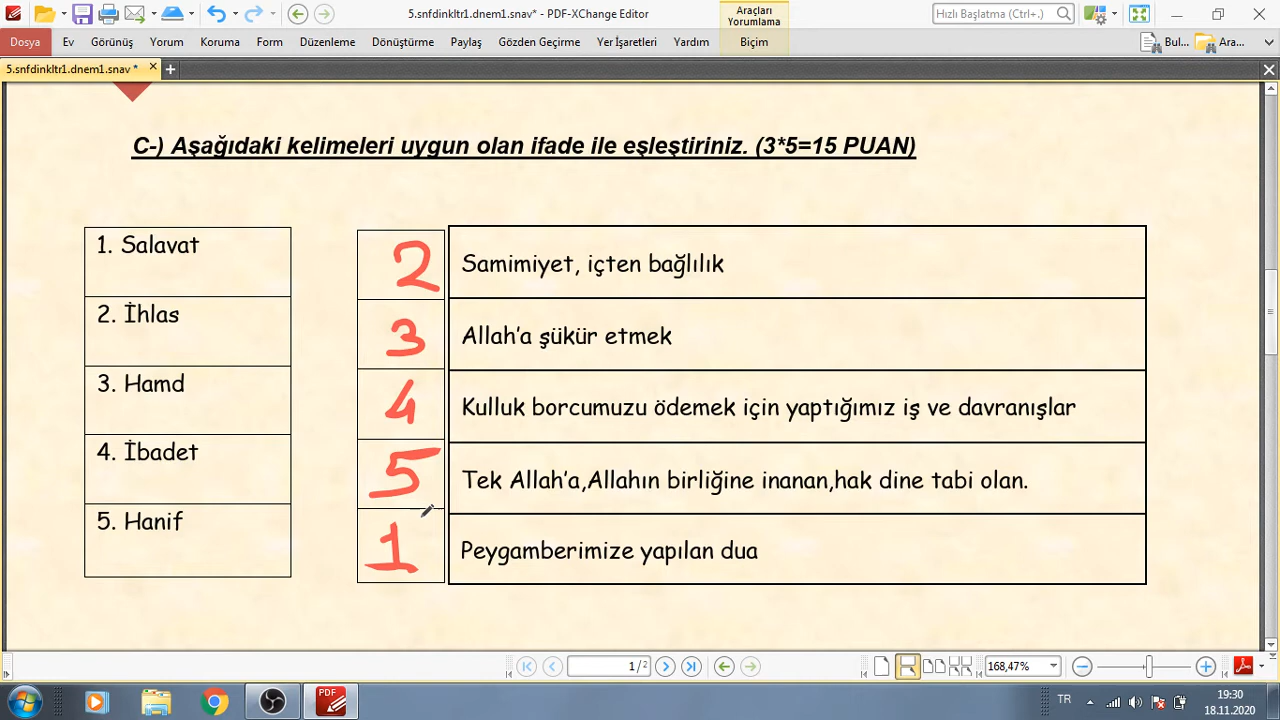 5.snfdinkltr1.dnem1.snav* - PDF-XChange Editor
Araçları Yorumlama
Hızlı Başlatma (Ctrl+.)
Dosya Ev Görünüş Yorum Koruma Form Düzenleme Dönüştürme Paylaş Gözden Geçirme Yer İşaretleri Yardım Biçim Bul... Ara...
5.snfdinkltr1.dnem1.snav *
C-) Aşağıdaki kelimeleri uygun olan ifade ile eşleştiriniz. (3*5=15 PUAN)
1. Salavat
2. İhlas
3. Hamd
4. İbadet
5. Hanif
2 Samimiyet, içten bağlılık
3 Allah’a şükür etmek
4 Kulluk borcumuzu ödemek için yaptığımız iş ve davranışlar
5 Tek Allah’a,Allahın birliğine inanan,hak dine tabi olan.
1 Peygamberimize yapılan dua
1 / 2
168,47%
PDF
TR
19:30
18.11.2020